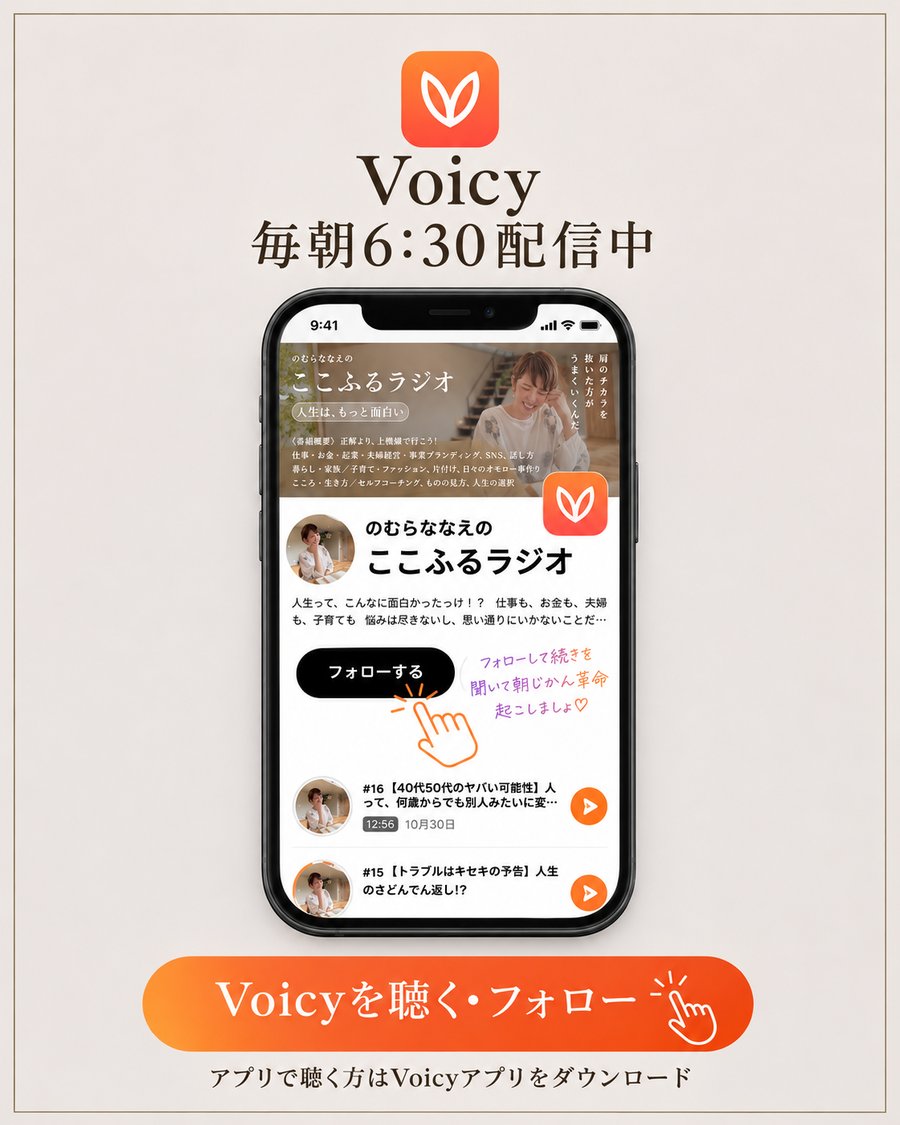 Voicy
毎朝6:30配信中
9:41
のむらななえの
ここふるラジオ
人生は、もっと面白い
〈番組概要〉 正解より、上機嫌で行こう!
仕事・お金・起業・夫婦経営・事業ブランディング、SNS、話し方
暮らし・家族/子育て・ファッション、片付け、日々のオモロー事作り
こころ・生き方/セルフコーチング、ものの見方、人生の選択
肩のチカラを
抜いた方が
うまくいくんだ。
のむらななえの
ここふるラジオ
人生って、こんなに面白かったっけ!? 仕事も、お金も、夫婦
も、子育ても 悩みは尽きないし、思い通りにいかないことだ…
フォローする
フォローして続きを
聞いて朝じかん革命
起こしましょ♡
#16【40代50代のヤバい可能性】人
って、何歳からでも別人みたいに変…
12:56 10月30日
#15【トラブルはキセキの予告】人生
のさどんでん返し!?
Voicyを聴く・フォロー
アプリで聴く方はVoicyアプリをダウンロード